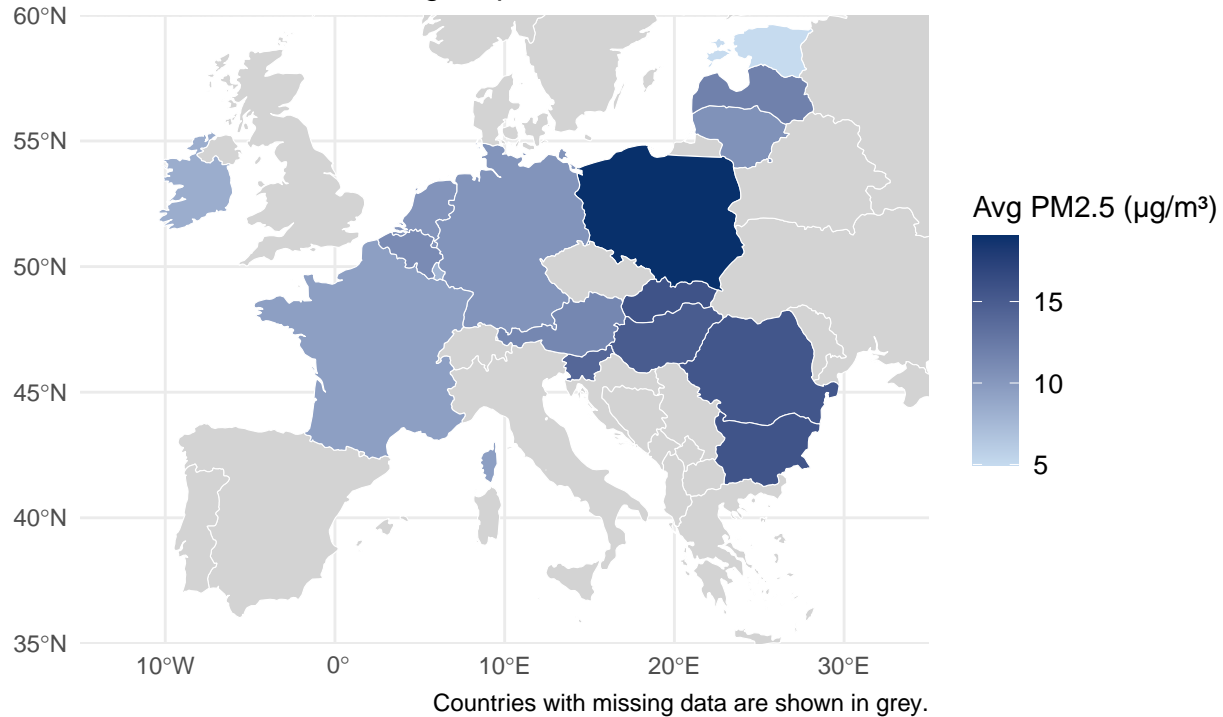 60°N
55°N
50°N
45°N
40°N
35°N
10°W 0° 10°E 20°E 30°E
Avg PM2.5 (µg/m³)
15
10
5
Countries with missing data are shown in grey.